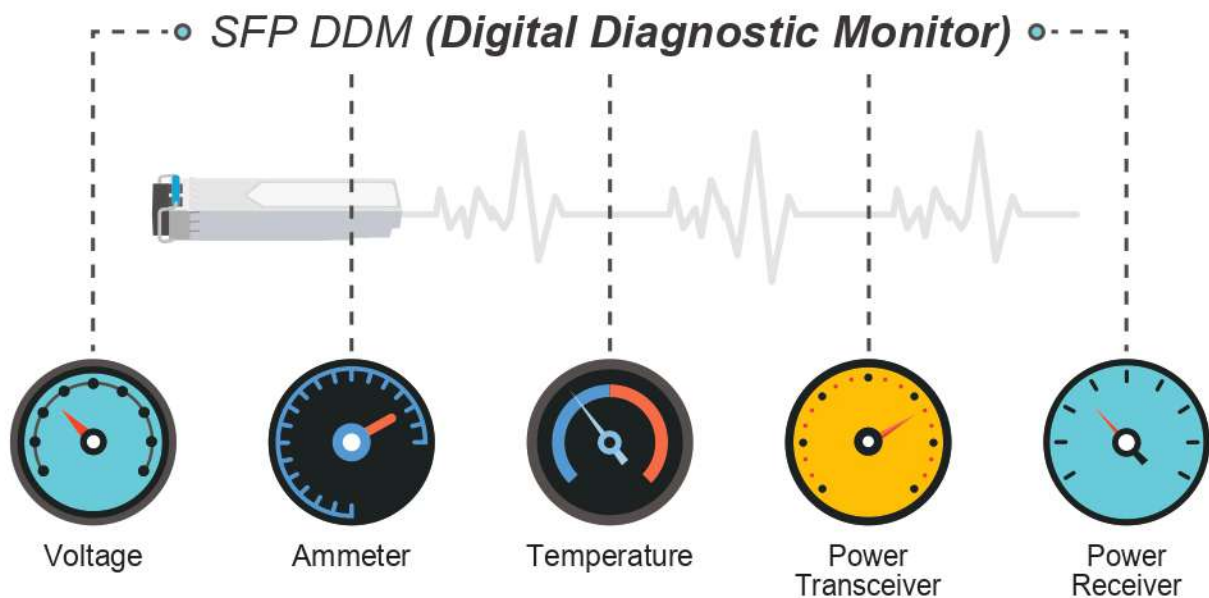 SFP DDM (Digital Diagnostic Monitor)
Voltage
Ammeter
Temperature
Power
Transceiver
Power
Receiver